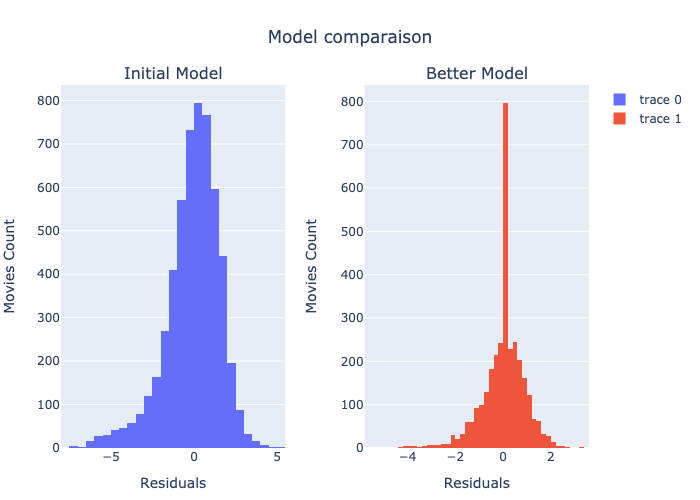 Model comparaison
Initial Model
Better Model
Movies Count
800
700
600
500
400
300
200
100
0
−5
0
5
Residuals
Movies Count
800
700
600
500
400
300
200
100
0
−4
−2
0
2
Residuals
trace 0
trace 1